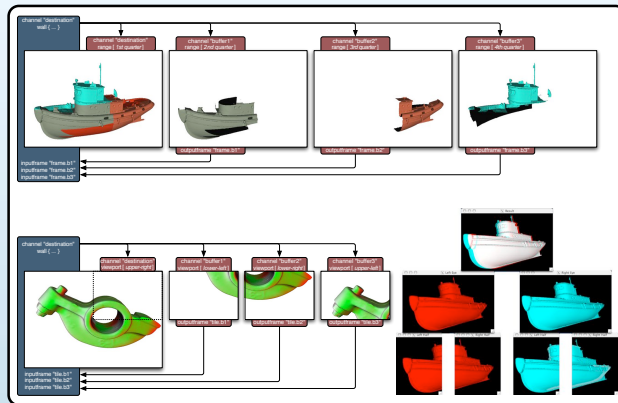 channel "destination"
wall { ... }
channel "destination"
range [ 1st quarter]
channel "buffer1"
range [ 2nd quarter]
channel "buffer2"
range [ 3rd quarter]
channel "buffer3"
range [ 4th quarter]
outputframe "frame.b1"
outputframe "frame.b2"
outputframe "frame.b3"
inputframe "frame.b1"
inputframe "frame.b2"
inputframe "frame.b3"
channel "destination"
wall { ... }
channel "destination"
viewport [ upper-right]
channel "buffer1"
viewport [ lower-left]
channel "buffer2"
viewport [ lower-right]
channel "buffer3"
viewport [ upper-left]
outputframe "tile.b1"
outputframe "tile.b2"
outputframe "tile.b3"
inputframe "tile.b1"
inputframe "tile.b2"
inputframe "tile.b3"
Left Eye
Right Eye